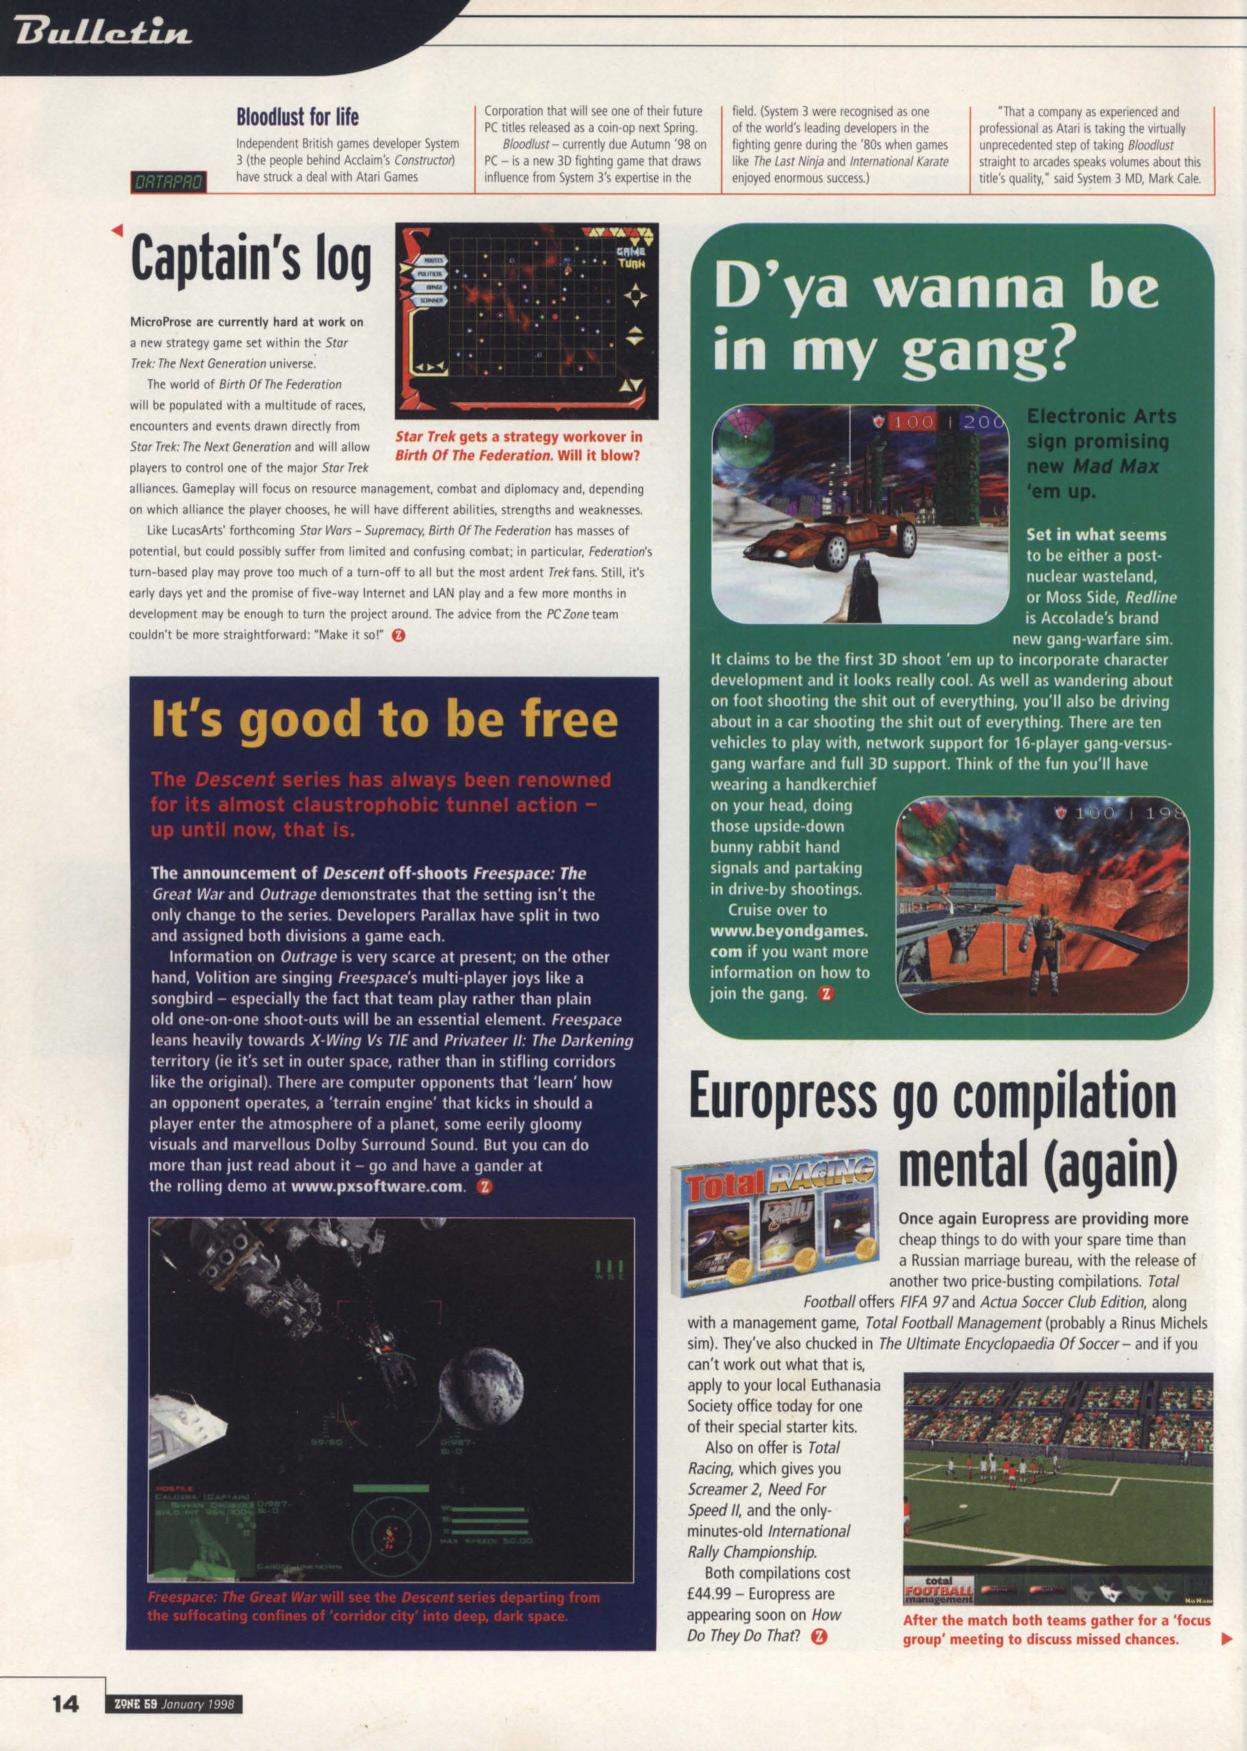 Bulletin
DATAPAD
Bloodlust for life
Independent British games developer System
3 (the people behind Acclaim's Constructor)
have struck a deal with Atari Games
Corporation that will see one of their future
PC titles released as a coin-op next Spring.
Bloodlust – currently due Autumn '98 on
PC – is a new 3D fighting game that draws
influence from System 3's expertise in the
field. (System 3 were recognised as one
of the world's leading developers in the
fighting genre during the '80s when games
like The Last Ninja and International Karate
enjoyed enormous success.)
"That a company as experienced and
professional as Atari is taking the virtually
unprecedented step of taking Bloodlust
straight to arcades speaks volumes about this
title's quality," said System 3 MD, Mark Cale.
Captain's log
MicroProse are currently hard at work on
a new strategy game set within the Star
Trek: The Next Generation universe.
The world of Birth Of The Federation
will be populated with a multitude of races,
encounters and events drawn directly from
Star Trek: The Next Generation and will allow
players to control one of the major Star Trek
alliances. Gameplay will focus on resource management, combat and diplomacy and, depending
on which alliance the player chooses, he will have different abilities, strengths and weaknesses.
Like LucasArts' forthcoming Star Wars – Supremacy, Birth Of The Federation has masses of
potential, but could possibly suffer from limited and confusing combat; in particular, Federation's
turn-based play may prove too much of a turn-off to all but the most ardent Trek fans. Still, it's
early days yet and the promise of five-way Internet and LAN play and a few more months in
development may be enough to turn the project around. The advice from the PC Zone team
couldn't be more straightforward: "Make it so!" Z
ROUTES
POLITICAL
RANGE
SCANNER
GAME
TURN
Star Trek gets a strategy workover in
Birth Of The Federation. Will it blow?
It's good to be free
The Descent series has always been renowned
for its almost claustrophobic tunnel action –
up until now, that is.
The announcement of Descent off-shoots Freespace: The
Great War and Outrage demonstrates that the setting isn't the
only change to the series. Developers Parallax have split in two
and assigned both divisions a game each.
Information on Outrage is very scarce at present; on the other
hand, Volition are singing Freespace's multi-player joys like a
songbird – especially the fact that team play rather than plain
old one-on-one shoot-outs will be an essential element. Freespace
leans heavily towards X-Wing Vs TIE and Privateer II: The Darkening
territory (ie it's set in outer space, rather than in stifling corridors
like the original). There are computer opponents that 'learn' how
an opponent operates, a 'terrain engine' that kicks in should a
player enter the atmosphere of a planet, some eerily gloomy
visuals and marvellous Dolby Surround Sound. But you can do
more than just read about it – go and have a gander at
the rolling demo at www.pxsoftware.com. Z
HOSTILE
MAX SPEED: 50.00
CARGO: UNKNOWN
Freespace: The Great War will see the Descent series departing from
the suffocating confines of 'corridor city' into deep, dark space.
D'ya wanna be
in my gang?
100 | 200
Electronic Arts
sign promising
new Mad Max
'em up.
Set in what seems
to be either a post-
nuclear wasteland,
or Moss Side, Redline
is Accolade's brand
new gang-warfare sim.
It claims to be the first 3D shoot 'em up to incorporate character
development and it looks really cool. As well as wandering about
on foot shooting the shit out of everything, you'll also be driving
about in a car shooting the shit out of everything. There are ten
vehicles to play with, network support for 16-player gang-versus-
gang warfare and full 3D support. Think of the fun you'll have
wearing a handkerchief
on your head, doing
those upside-down
bunny rabbit hand
signals and partaking
in drive-by shootings.
Cruise over to
www.beyondgames.
com if you want more
information on how to
join the gang. Z
100 | 198
Europress go compilation
mental (again)
Total RACING
Rally
Once again Europress are providing more
cheap things to do with your spare time than
a Russian marriage bureau, with the release of
another two price-busting compilations. Total
Football offers FIFA 97 and Actua Soccer Club Edition, along
with a management game, Total Football Management (probably a Rinus Michels
sim). They've also chucked in The Ultimate Encyclopaedia Of Soccer – and if you
can't work out what that is,
apply to your local Euthanasia
Society office today for one
of their special starter kits.
Also on offer is Total
Racing, which gives you
Screamer 2, Need For
Speed II, and the only-
minutes-old International
Rally Championship.
Both compilations cost
£44.99 – Europress are
appearing soon on How
Do They Do That? Z
total
FOOTBALL
management
After the match both teams gather for a 'focus
group' meeting to discuss missed chances.
14
ZONE 59 January 1998